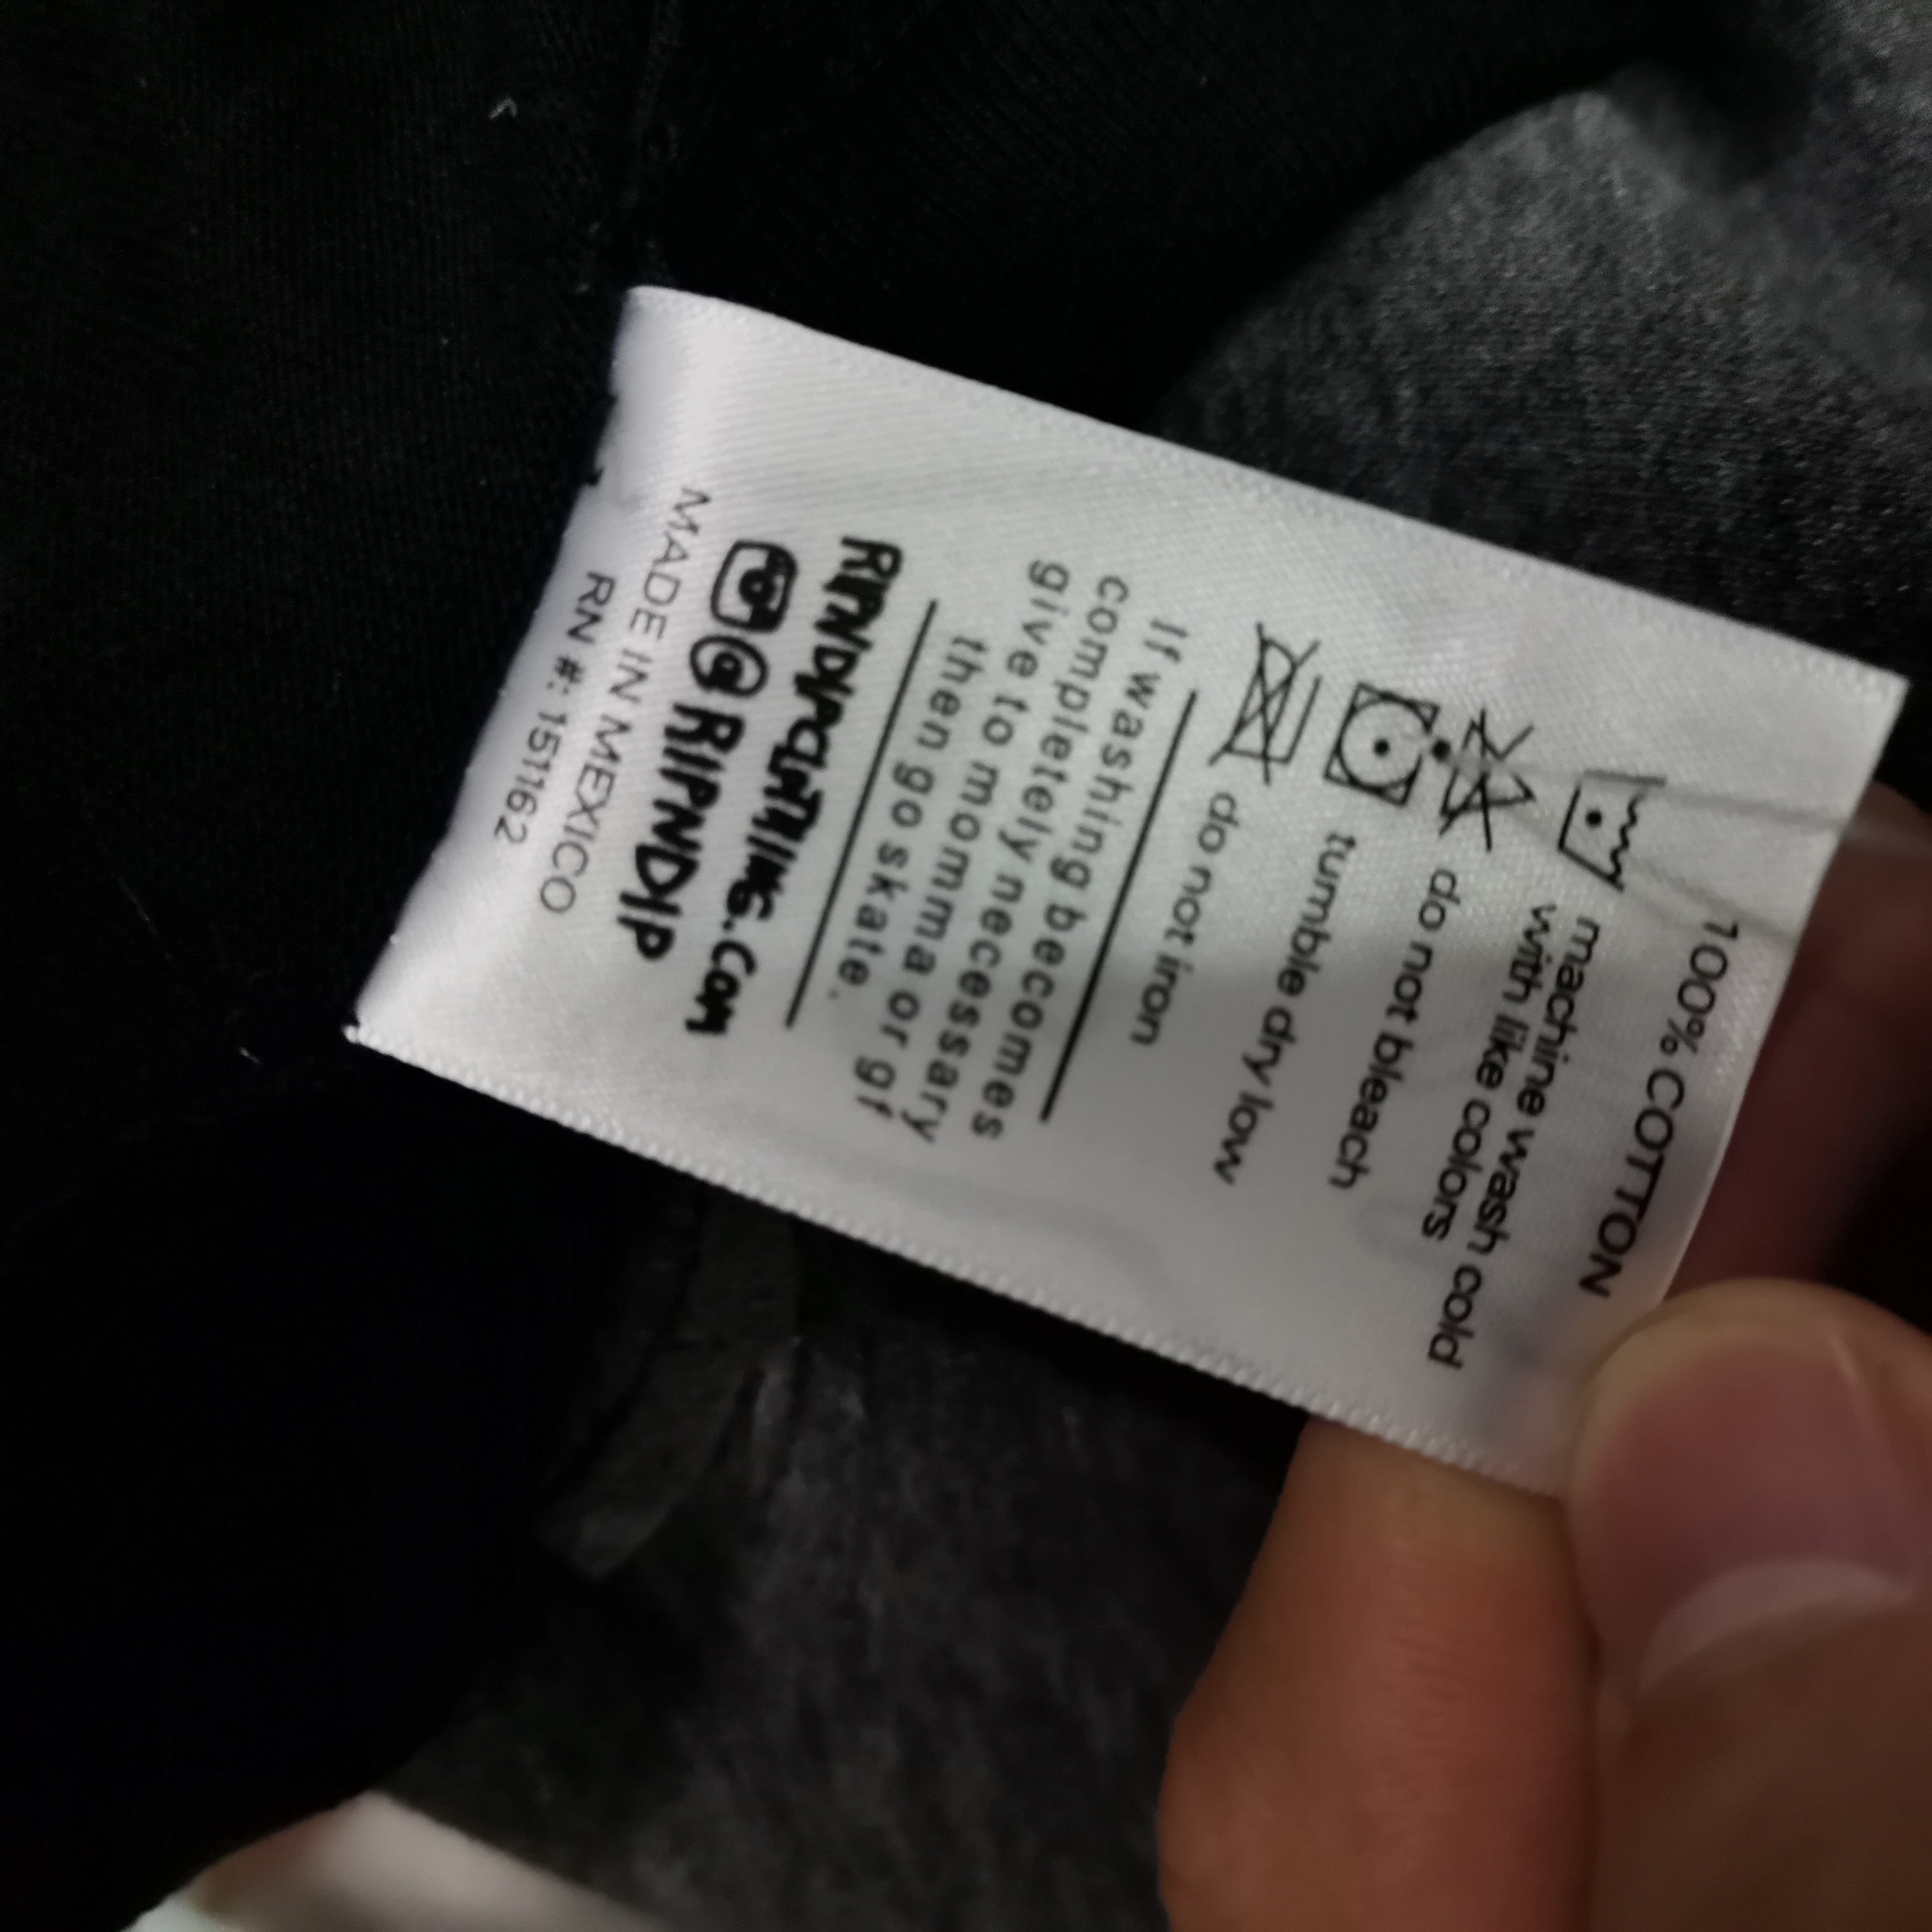 100% COTTON
machine wash cold
with like colors
do not bleach
tumble dry low
do not iron
If washing becomes
completely necessary
give to momma or gf
then go skate.
RIPNDIPCLOTHING.COM
@RIPNDIP
MADE IN MEXICO
RN #: 151162